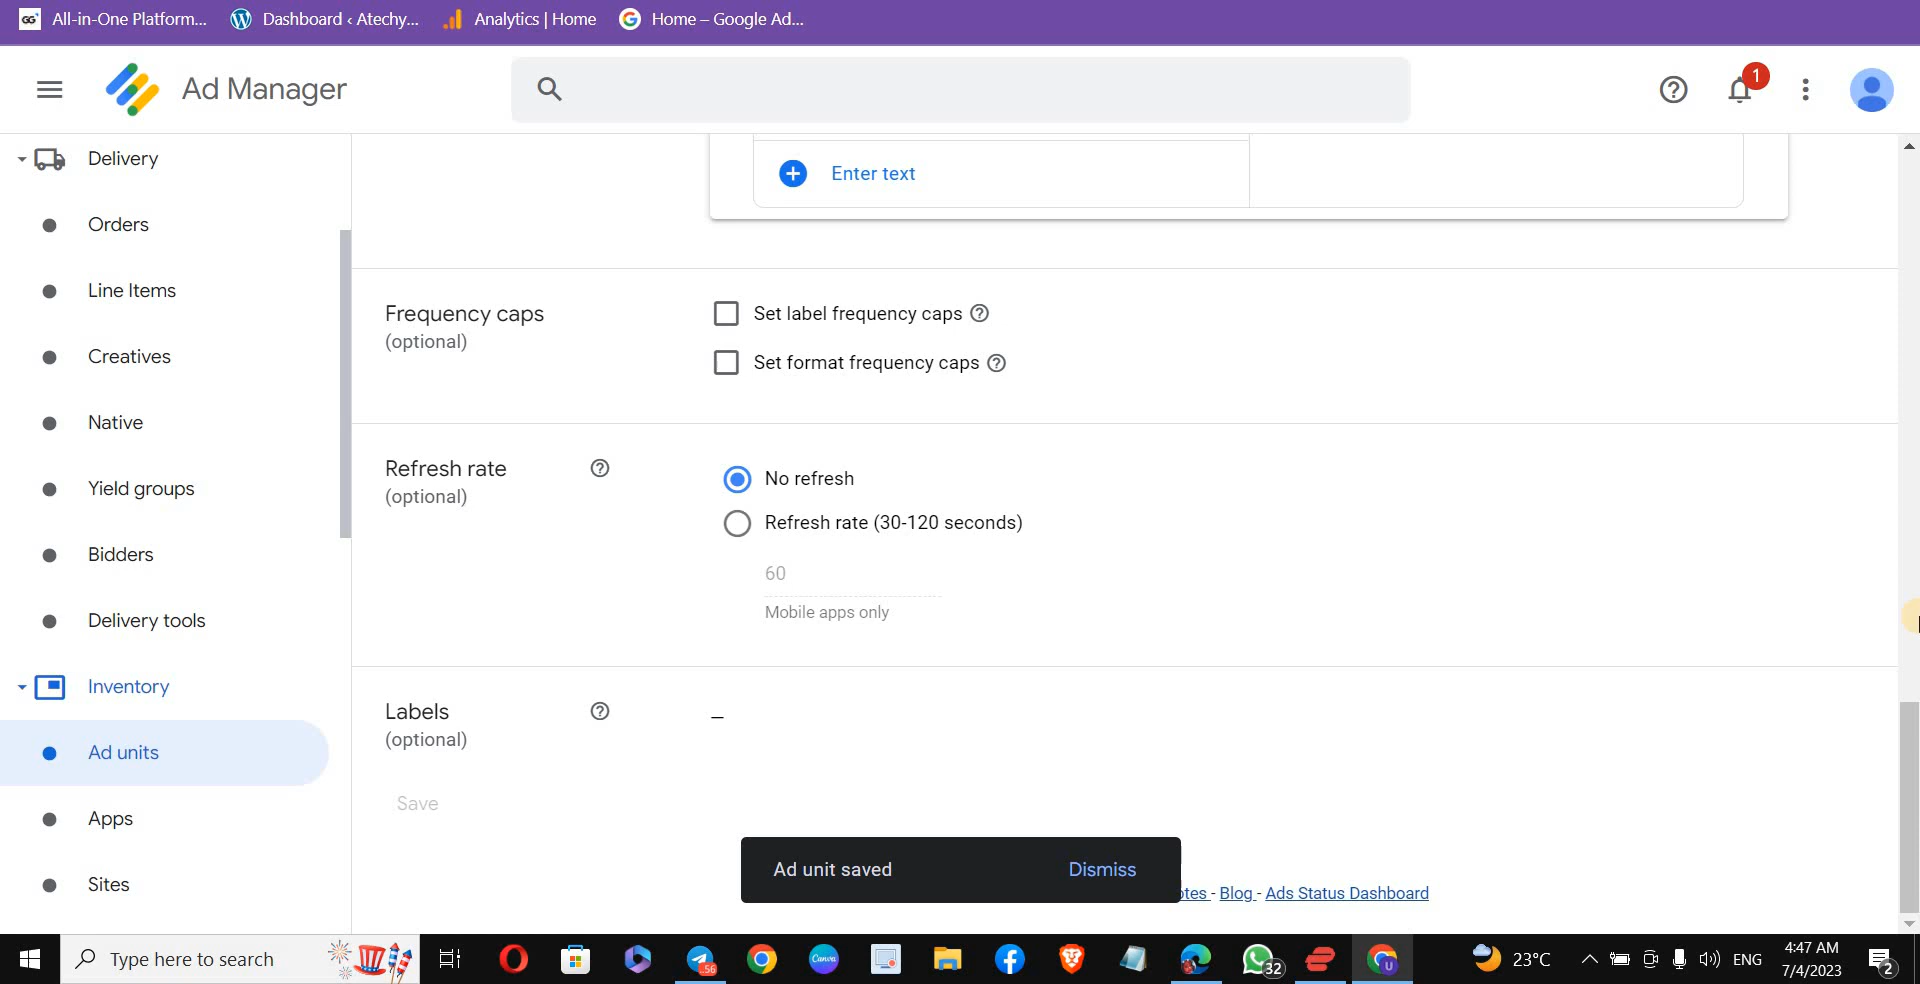 All-in-One Platform...
Dashboard ‹ Atechy...
Analytics | Home
Home – Google Ad...
Ad Manager
1
Delivery
Orders
Line Items
Creatives
Native
Yield groups
Bidders
Delivery tools
Inventory
Ad units
Apps
Sites
Enter text
Frequency caps
(optional)
Set label frequency caps
Set format frequency caps
Refresh rate
(optional)
No refresh
Refresh rate (30-120 seconds)
60
Mobile apps only
Labels
(optional)
–
Save
Ad unit saved
Dismiss
otes - Blog - Ads Status Dashboard
Type here to search
.56
Canva
32
U
23°C
ENG
4:47 AM
7/4/2023
2